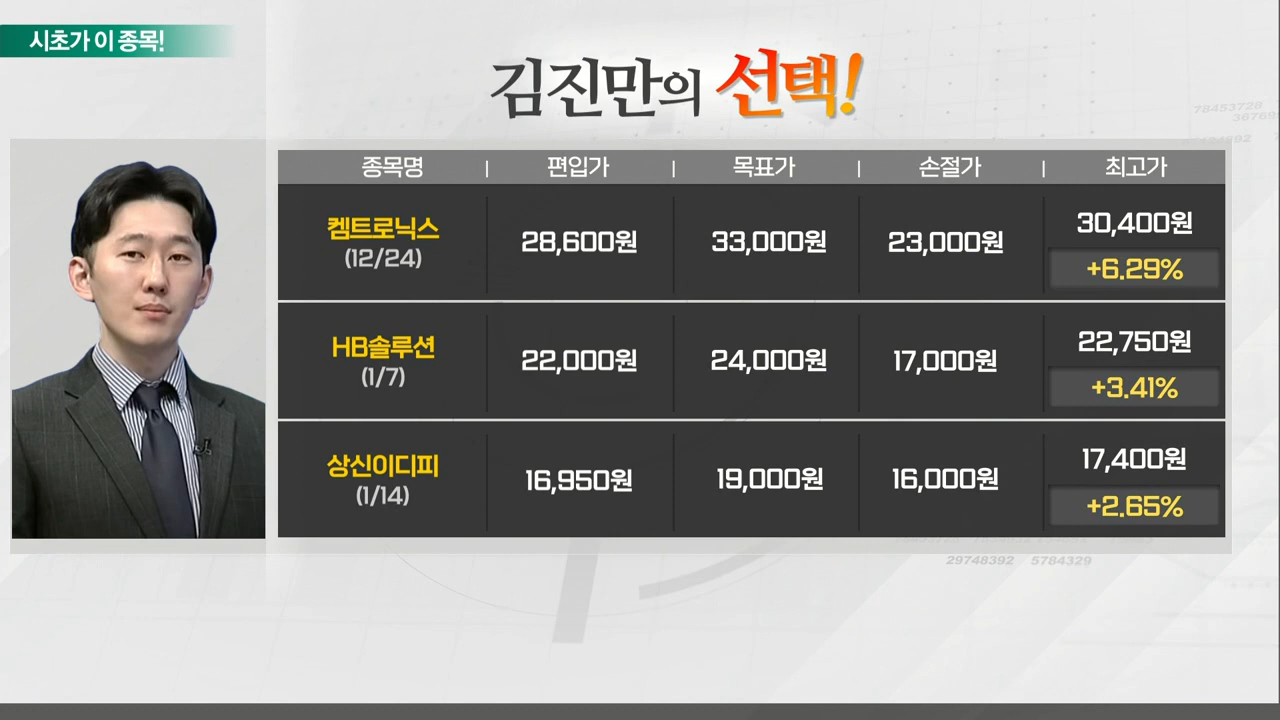 시초가 이 종목!
김진만의 선택!
종목명 | 편입가 | 목표가 | 손절가 | 최고가
켐트로닉스 (12/24) 28,600원 33,000원 23,000원 30,400원 +6.29%
HB솔루션 (1/7) 22,000원 24,000원 17,000원 22,750원 +3.41%
상신이디피 (1/14) 16,950원 19,000원 16,000원 17,400원 +2.65%
78453728
29748392 5784329